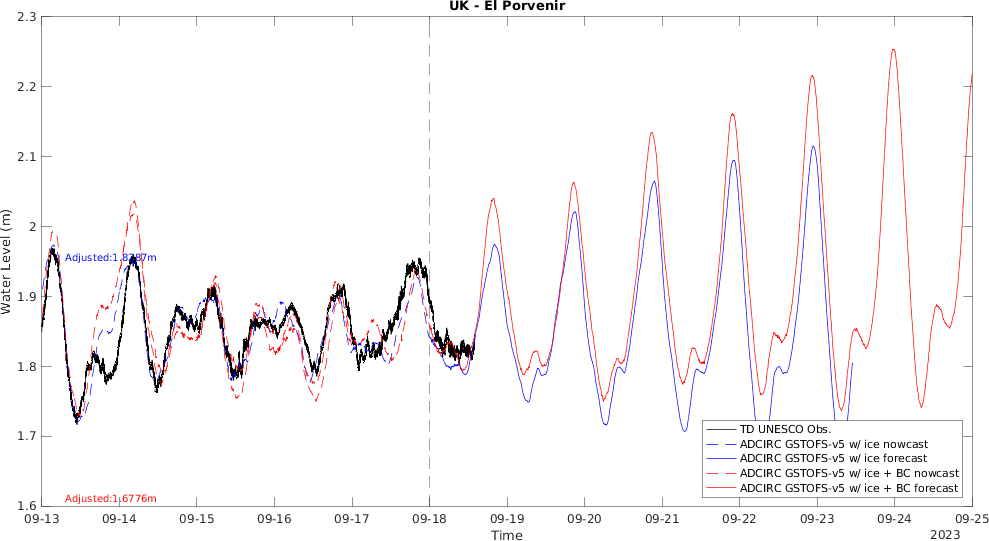 UK - El Porvenir
2.3
2.2
2.1
2
1.9
1.8
1.7
1.6
Water Level (m)
Adjusted:1.8287m
Adjusted:1.6776m
TD UNESCO Obs.
ADCIRC GSTOFS-v5 w/ ice nowcast
ADCIRC GSTOFS-v5 w/ ice forecast
ADCIRC GSTOFS-v5 w/ ice + BC nowcast
ADCIRC GSTOFS-v5 w/ ice + BC forecast
09-13 09-14 09-15 09-16 09-17 09-18 09-19 09-20 09-21 09-22 09-23 09-24 09-25
Time
2023